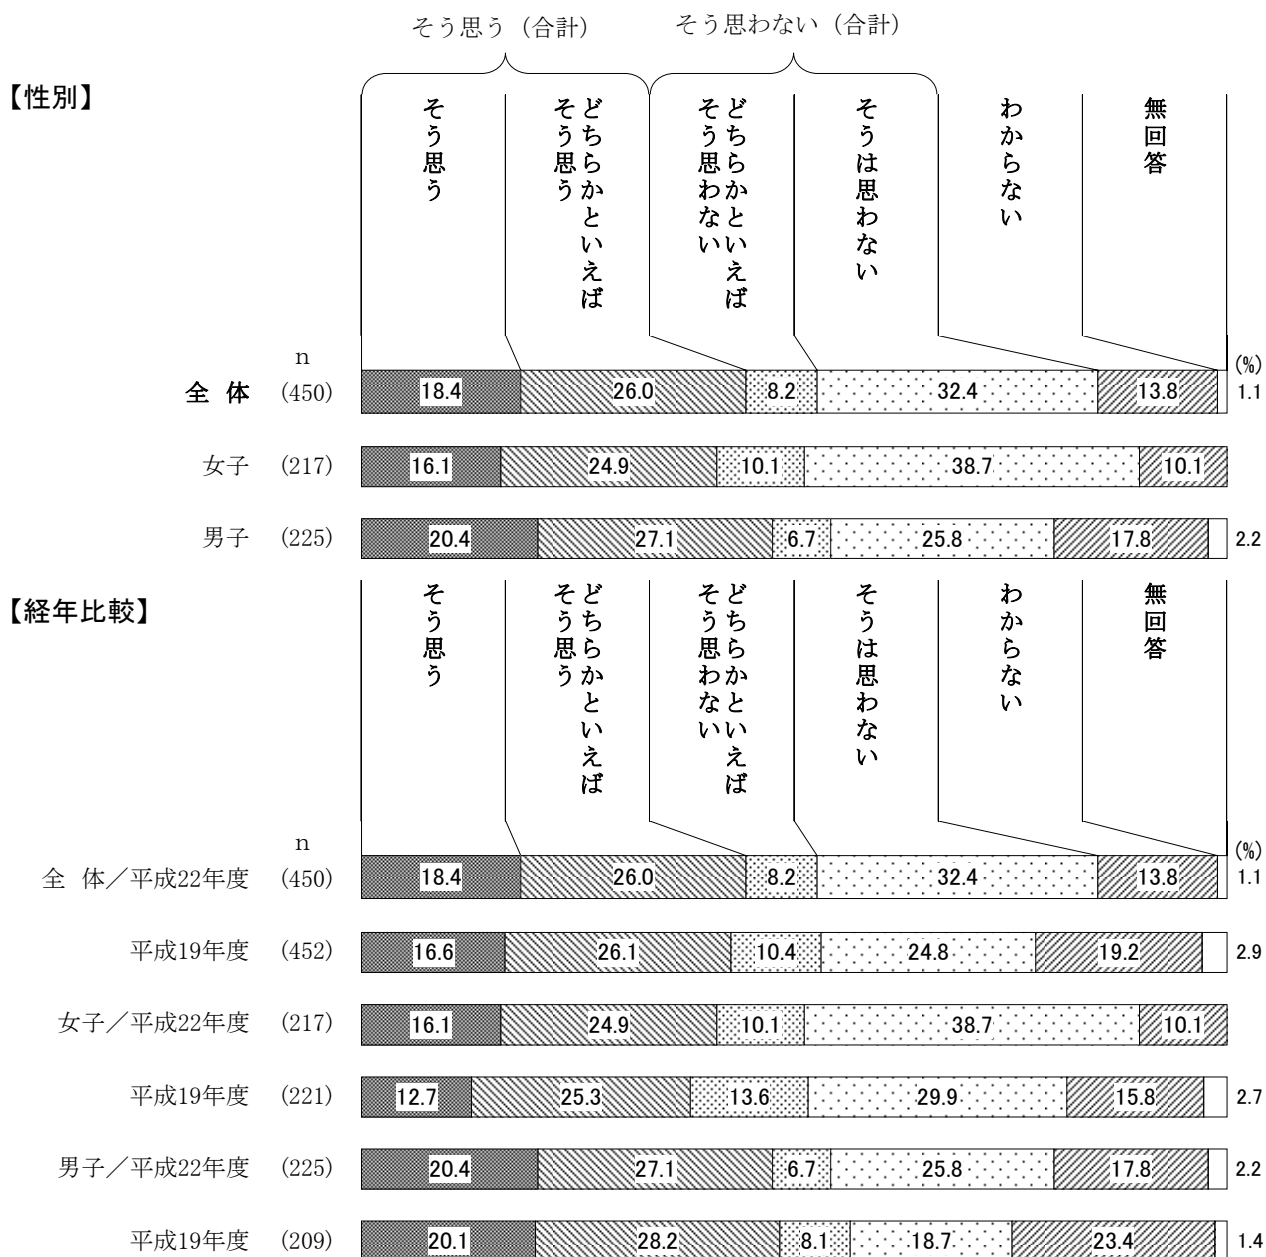 そう思う（合計） そう思わない（合計）
【性別】
そう思う
どちらかといえば
そう思う
どちらかといえば
そう思わない
そうは思わない
わからない
無回答
n
(%)
全 体 (450) 18.4 26.0 8.2 32.4 13.8 1.1
女子 (217) 16.1 24.9 10.1 38.7 10.1
男子 (225) 20.4 27.1 6.7 25.8 17.8 2.2
【経年比較】
そう思う
どちらかといえば
そう思う
どちらかといえば
そう思わない
そうは思わない
わからない
無回答
n
(%)
全 体／平成22年度 (450) 18.4 26.0 8.2 32.4 13.8 1.1
平成19年度 (452) 16.6 26.1 10.4 24.8 19.2 2.9
女子／平成22年度 (217) 16.1 24.9 10.1 38.7 10.1
平成19年度 (221) 12.7 25.3 13.6 29.9 15.8 2.7
男子／平成22年度 (225) 20.4 27.1 6.7 25.8 17.8 2.2
平成19年度 (209) 20.1 28.2 8.1 18.7 23.4 1.4